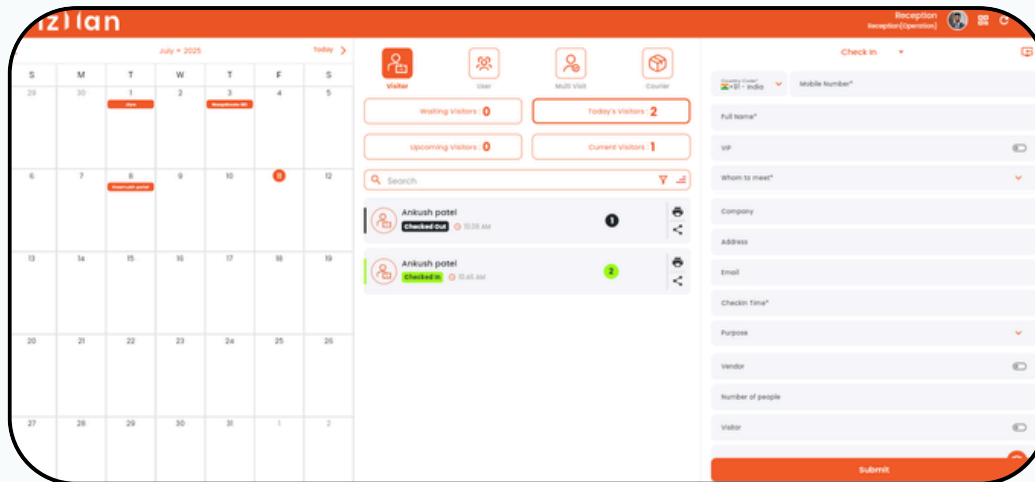 Reception
Reception(Operation)
July 2025
Today
S M T W T F S
29 30 1 2 3 4 5
6 7 8 9 10 11 12
13 14 15 16 17 18 19
20 21 22 23 24 25 26
27 28 29 30 31 1 2
Visitor User Multi Visit Courier
Waiting Visitors : 0
Today's Visitors : 2
Upcoming Visitors : 0
Current Visitors : 1
Search
Ankush patel
Checked Out 10:38 AM
1
Ankush patel
Checked In 10:45 AM
2
Check In
Country Code*
+91 - India
Mobile Number*
Full Name*
VIP
Whom to meet*
Company
Address
Email
CheckIn Time*
Purpose
Vendor
Number of people
Visitor
Submit